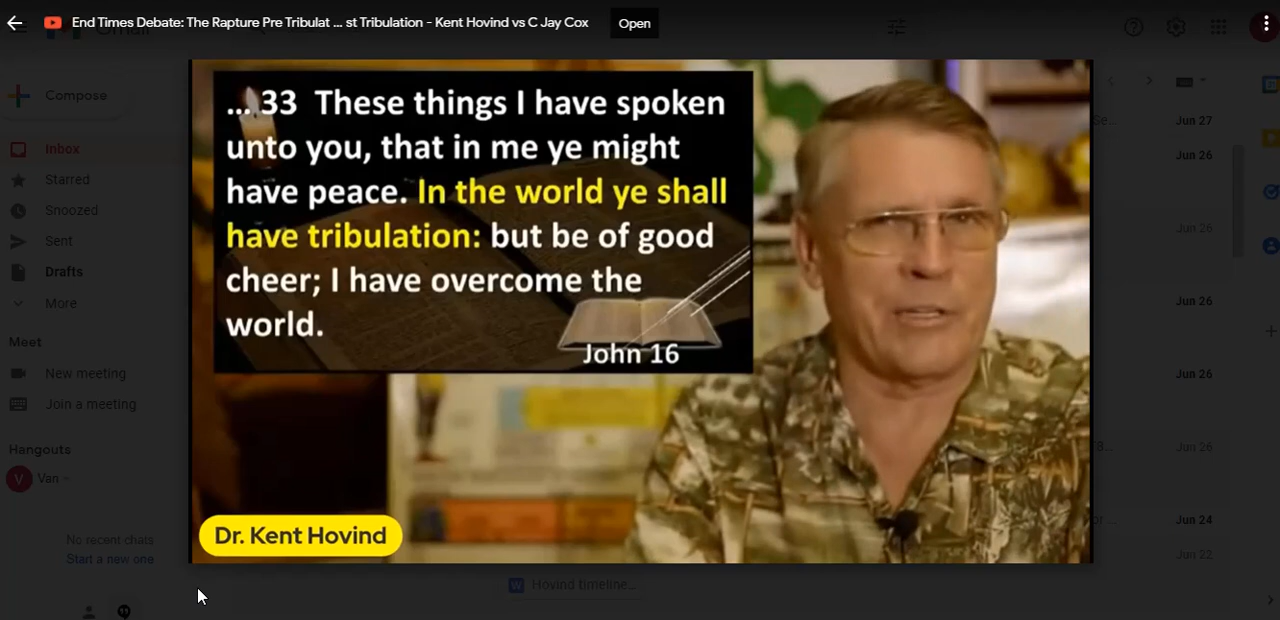 End Times Debate: The Rapture Pre Tribulat ... st Tribulation - Kent Hovind vs C Jay Cox
Open
Compose
Inbox
Starred
Snoozed
Sent
Drafts
More
Meet
New meeting
Join a meeting
Hangouts
V Van
No recent chats
Start a new one
... 33 These things I have spoken
unto you, that in me ye might
have peace. In the world ye shall
have tribulation: but be of good
cheer; I have overcome the
world.
John 16
Dr. Kent Hovind
W Hovind timeline...
Jun 27
Jun 26
Jun 26
Jun 26
Jun 26
Jun 26
Jun 24
Jun 22